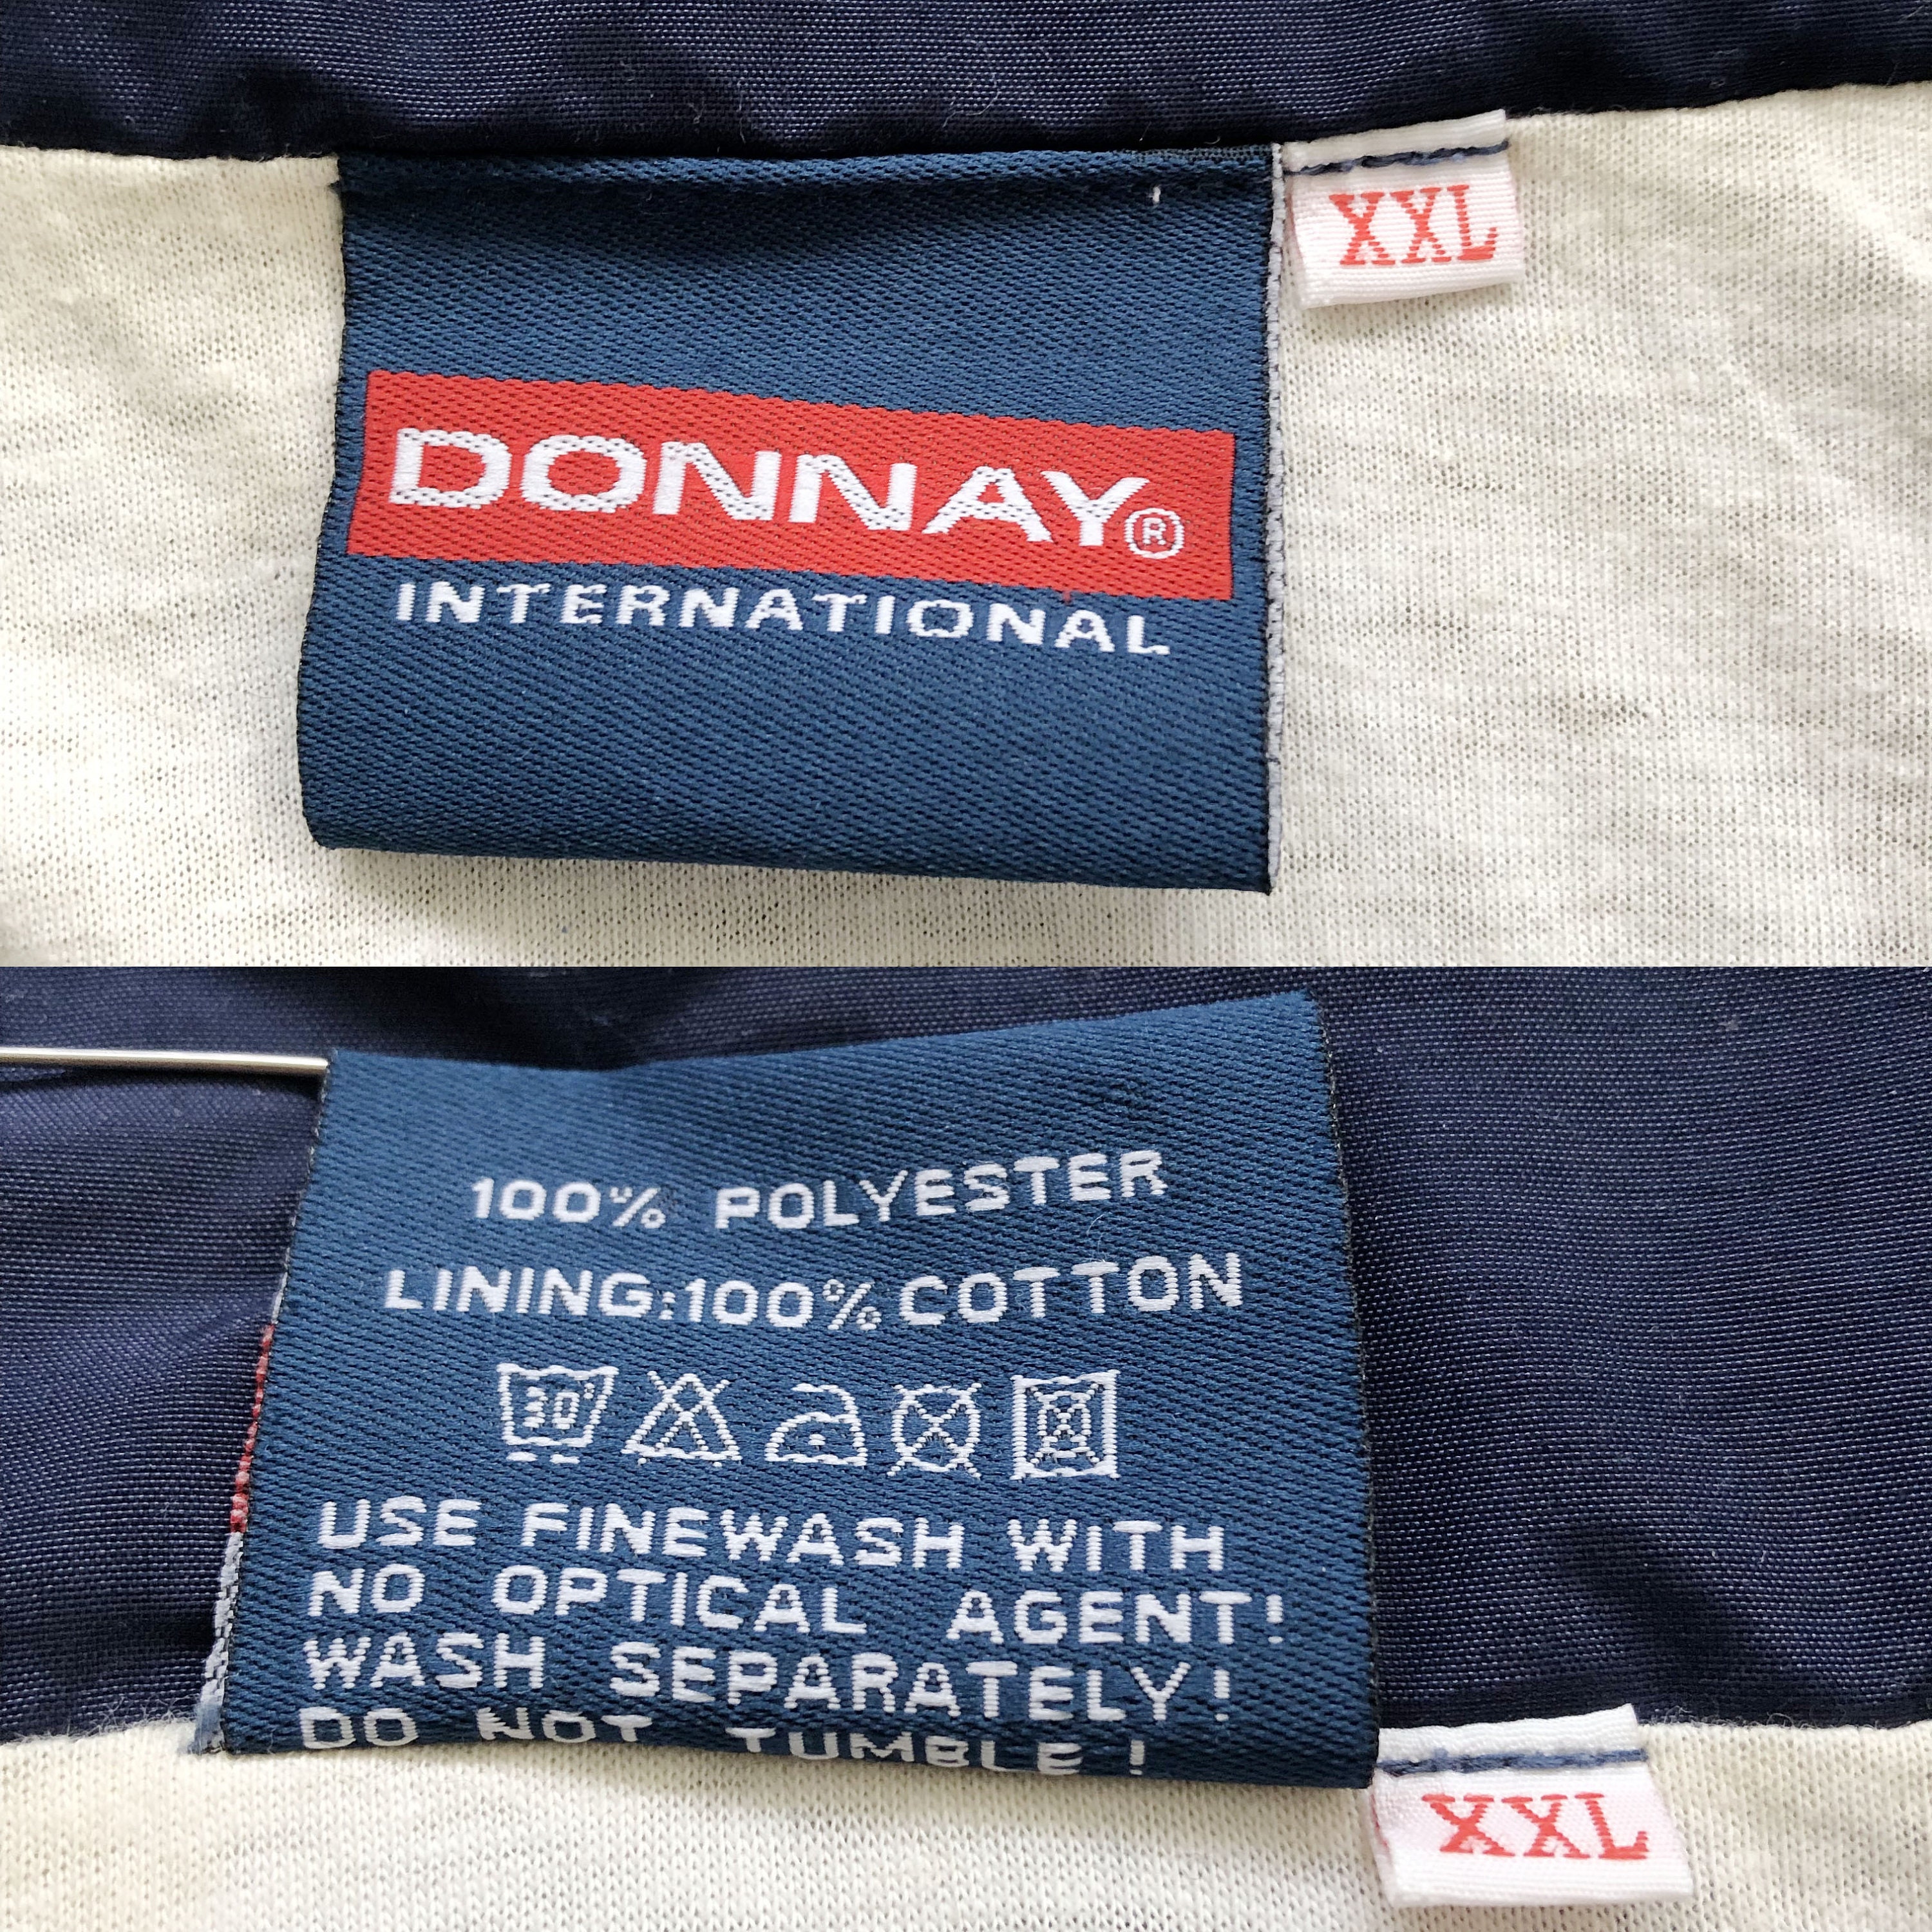 XXL
DONNAY®
INTERNATIONAL
100% POLYESTER
LINING:100% COTTON
30°
USE FINEWASH WITH
NO OPTICAL AGENT!
WASH SEPARATELY!
DO NOT TUMBLE!
XXL